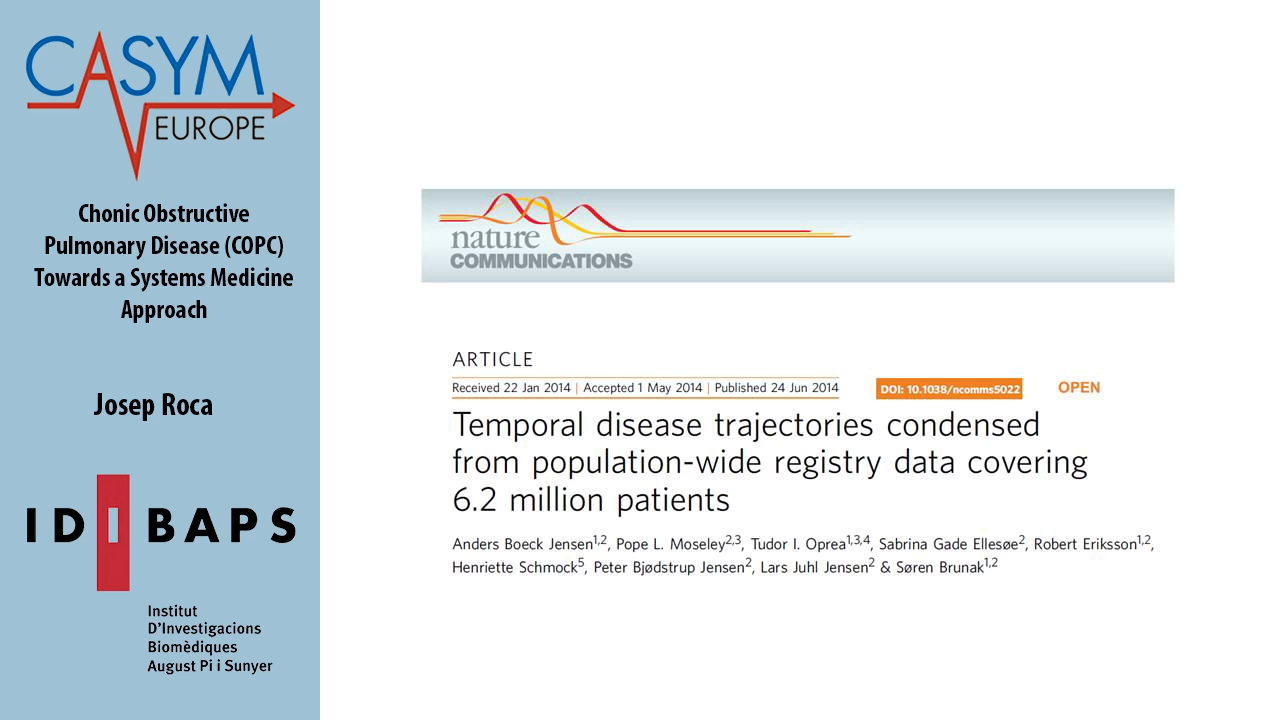 CASYM
EUROPE
Chonic Obstructive
Pulmonary Disease (COPC)
Towards a Systems Medicine
Approach
Josep Roca
IDIBAPS
Institut
D'Investigacions
Biomèdiques
August Pi i Sunyer
nature
COMMUNICATIONS
ARTICLE
Received 22 Jan 2014 | Accepted 1 May 2014 | Published 24 Jun 2014
DOI: 10.1038/ncomms5022
OPEN
Temporal disease trajectories condensed
from population-wide registry data covering
6.2 million patients
Anders Boeck Jensen1,2, Pope L. Moseley2,3, Tudor I. Oprea1,3,4, Sabrina Gade Ellesøe2, Robert Eriksson1,2,
Henriette Schmock5, Peter Bjødstrup Jensen2, Lars Juhl Jensen2 & Søren Brunak1,2